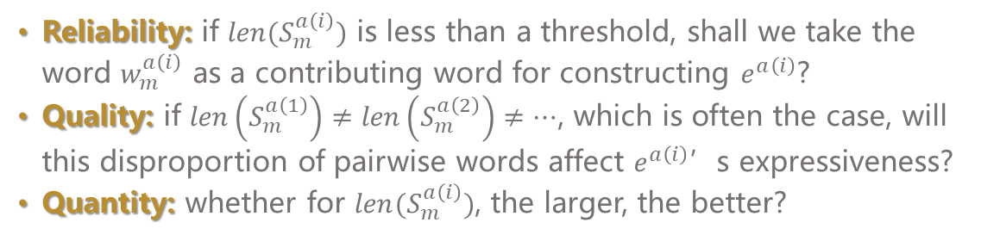 • Reliability: if $len(S_m^{a(i)})$ is less than a threshold, shall we take the
word $w_m^{a(i)}$ as a contributing word for constructing $e^{a(i)}$?
• Quality: if $len\left(S_m^{a(1)}\right) \neq len\left(S_m^{a(2)}\right) \neq \cdots$, which is often the case, will
this disproportion of pairwise words affect $e^{a(i)}$′ s expressiveness?
• Quantity: whether for $len(S_m^{a(i)})$, the larger, the better?